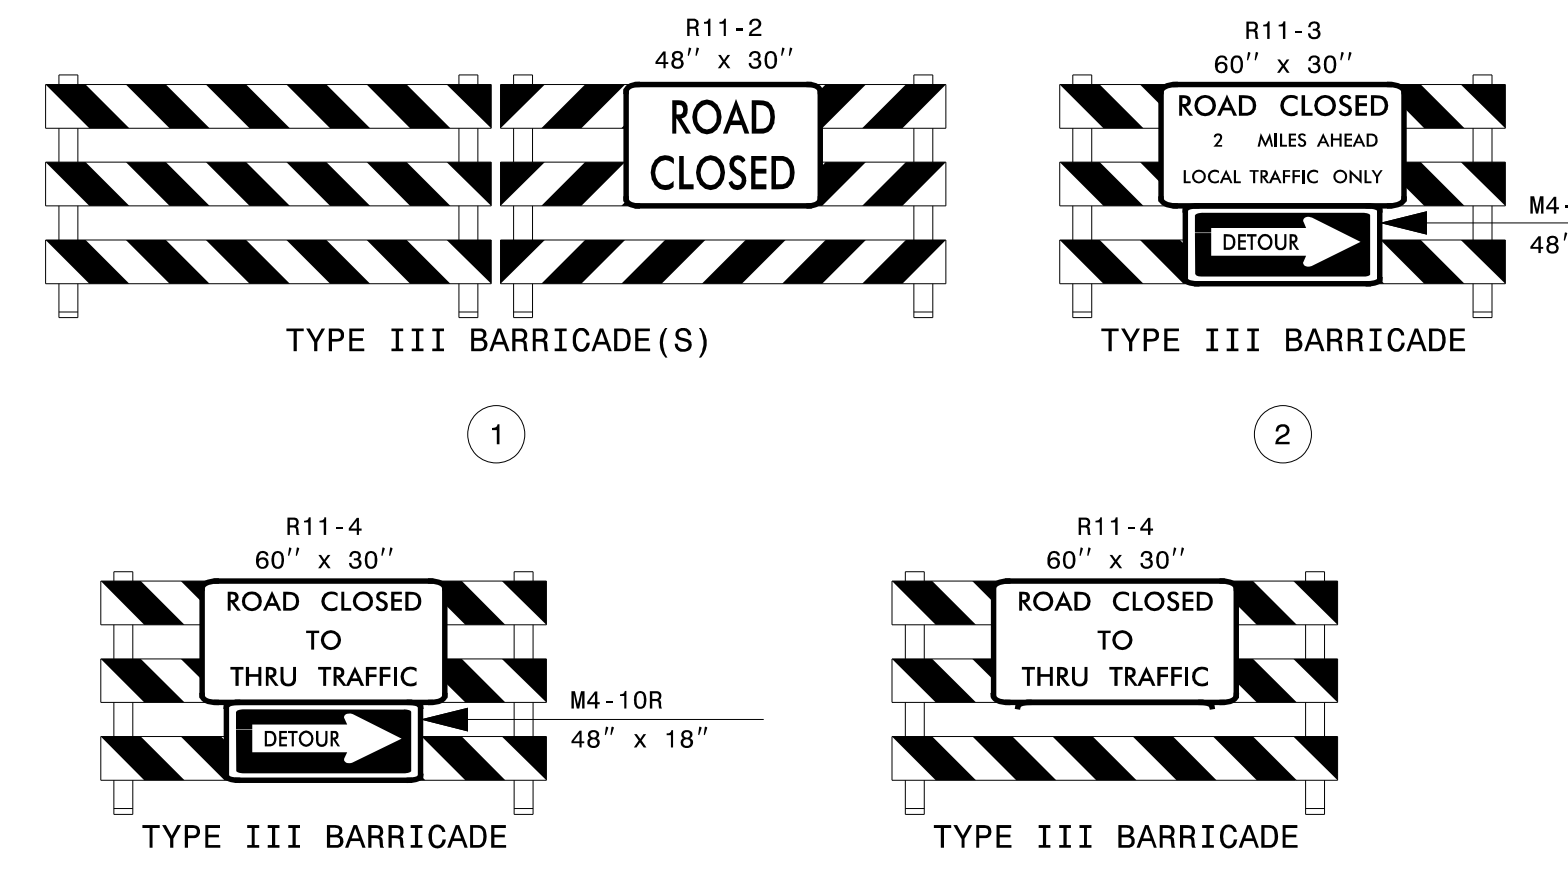 R11-2
48" x 30"
ROAD
CLOSED
TYPE III BARRICADE(S)
1
R11-3
60" x 30"
ROAD CLOSED
2 MILES AHEAD
LOCAL TRAFFIC ONLY
DETOUR
M4-
48"
TYPE III BARRICADE
2
R11-4
60" x 30"
ROAD CLOSED
TO
THRU TRAFFIC
DETOUR
M4-10R
48" x 18"
TYPE III BARRICADE
R11-4
60" x 30"
ROAD CLOSED
TO
THRU TRAFFIC
TYPE III BARRICADE